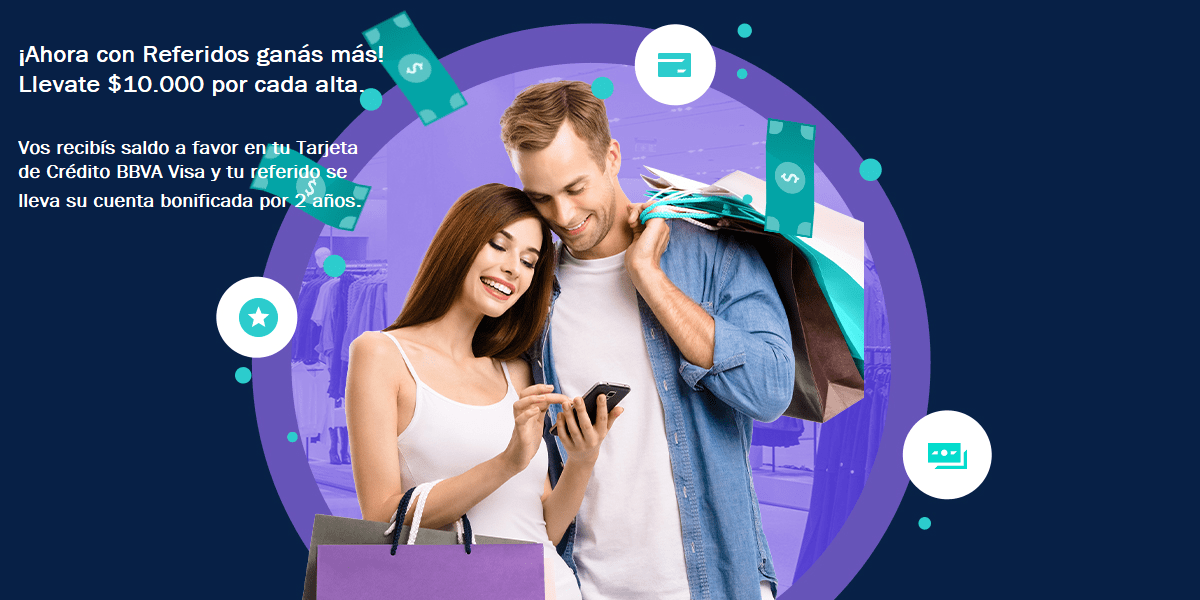 ¡Ahora con Referidos ganás más!
Llevate $10.000 por cada alta.
Vos recibís saldo a favor en tu Tarjeta
de Crédito BBVA Visa y tu referido se
lleva su cuenta bonificada por 2 años.